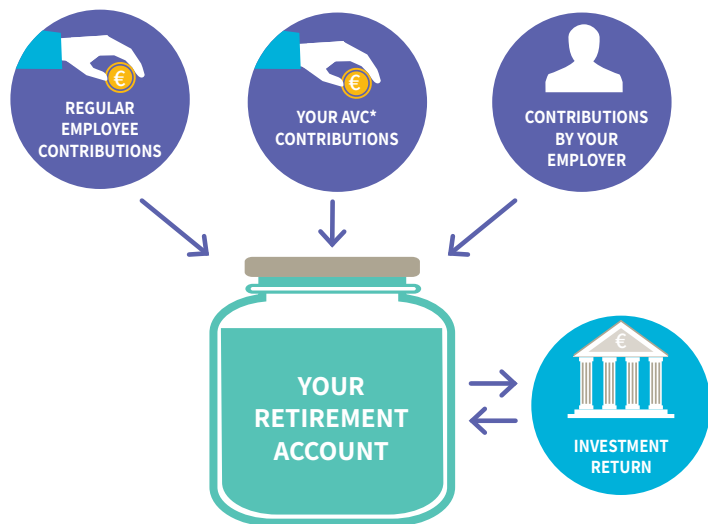 €
REGULAR
EMPLOYEE
CONTRIBUTIONS
€
YOUR AVC*
CONTRIBUTIONS
CONTRIBUTIONS
BY YOUR
EMPLOYER
YOUR
RETIREMENT
ACCOUNT
€
INVESTMENT
RETURN